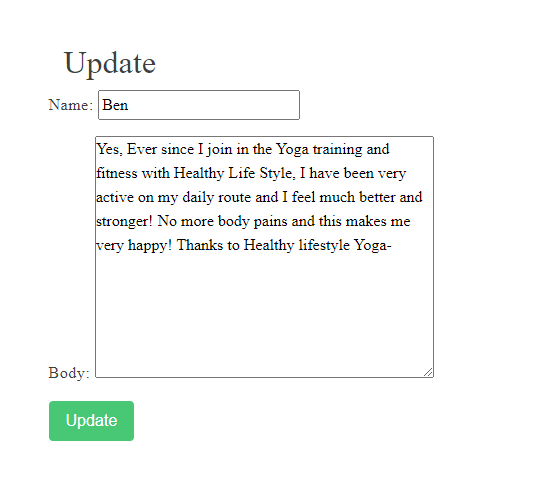 Update
Name: Ben
Yes, Ever since I join in the Yoga training and
fitness with Healthy Life Style, I have been very
active on my daily route and I feel much better and
stronger! No more body pains and this makes me
very happy! Thanks to Healthy lifestyle Yoga-
Body:
Update